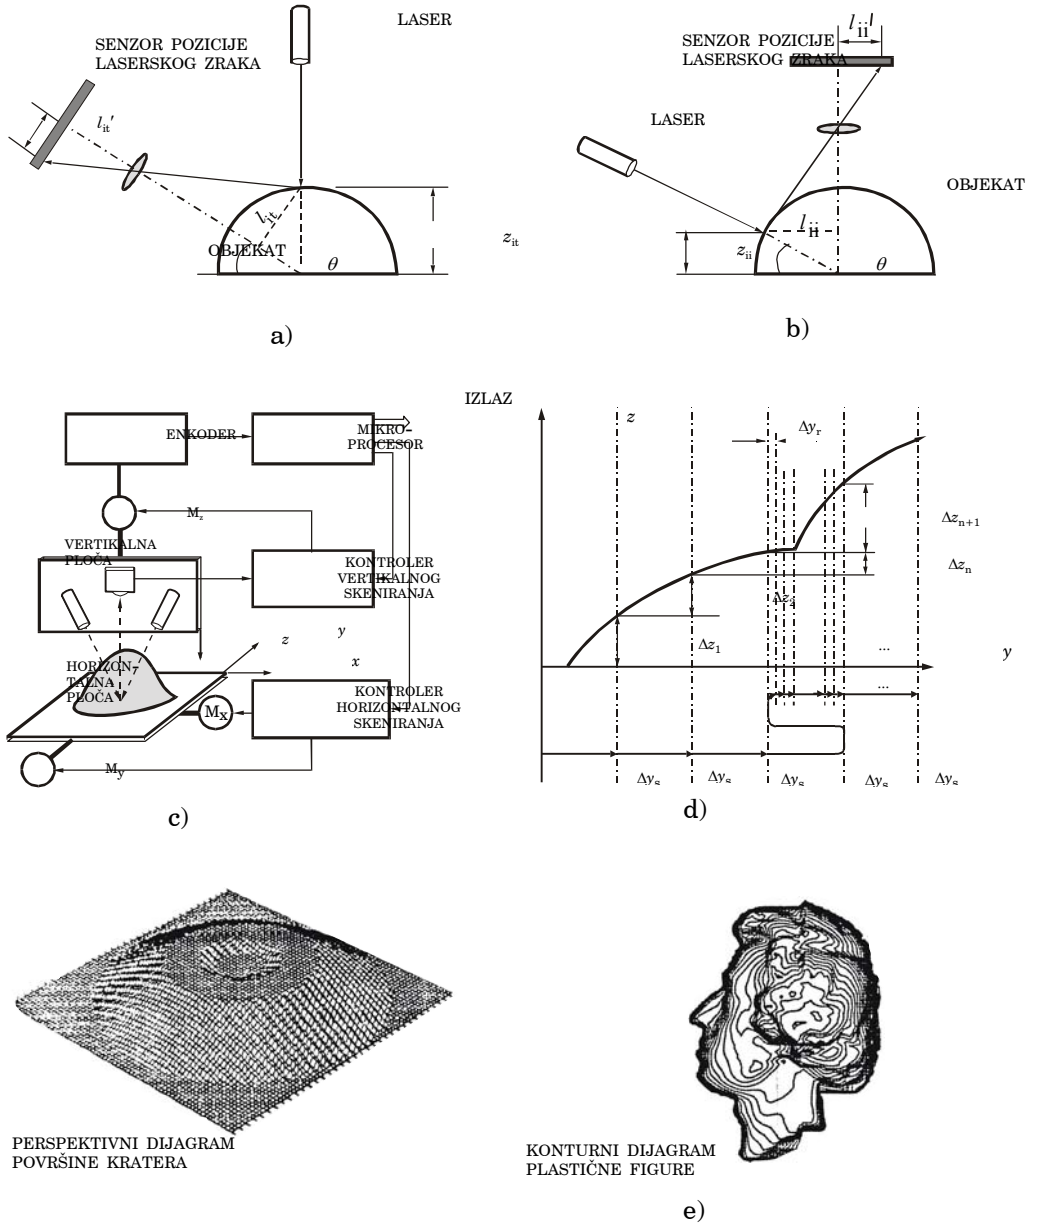 LASER
SENZOR POZICIJE
LASERSKOG ZRAKA
l_it'
l_it
OBJEKAT
θ
z_it
a)
l_ii'
SENZOR POZICIJE
LASERSKOG ZRAKA
LASER
OBJEKAT
l_ii
z_ii
θ
b)
IZLAZ
ENKODER
MIKRO-
PROCESOR
M_z
VERTIKALNA
PLOČA
KONTROLER
VERTIKALNOG
SKENIRANJA
z
y
x
HORIZON-
TALNA
PLOČA
KONTROLER
HORIZONTALNOG
SKENIRANJA
M_x
M_y
c)
z
Δy_r
Δz_n+1
Δz_n
Δz_2
Δz_1
...
y
...
Δy_s
Δy_s
Δy_s
Δy_s
Δy_s
d)
PERSPEKTIVNI DIJAGRAM
POVRŠINE KRATERA
KONTURNI DIJAGRAM
PLASTIČNE FIGURE
e)